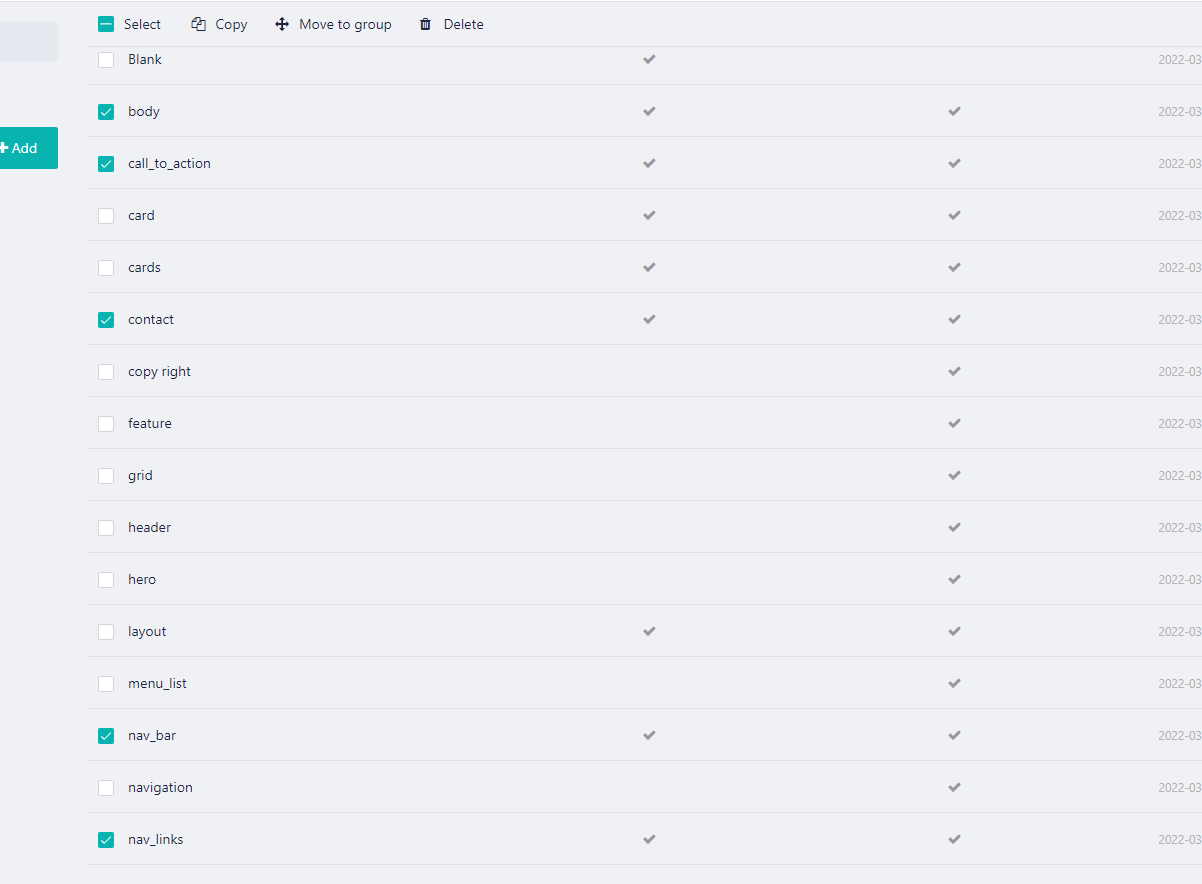 Select Copy Move to group Delete
Blank 2022-03
body 2022-03
Add
call_to_action 2022-03
card 2022-03
cards 2022-03
contact 2022-03
copy right 2022-03
feature 2022-03
grid 2022-03
header 2022-03
hero 2022-03
layout 2022-03
menu_list 2022-03
nav_bar 2022-03
navigation 2022-03
nav_links 2022-03